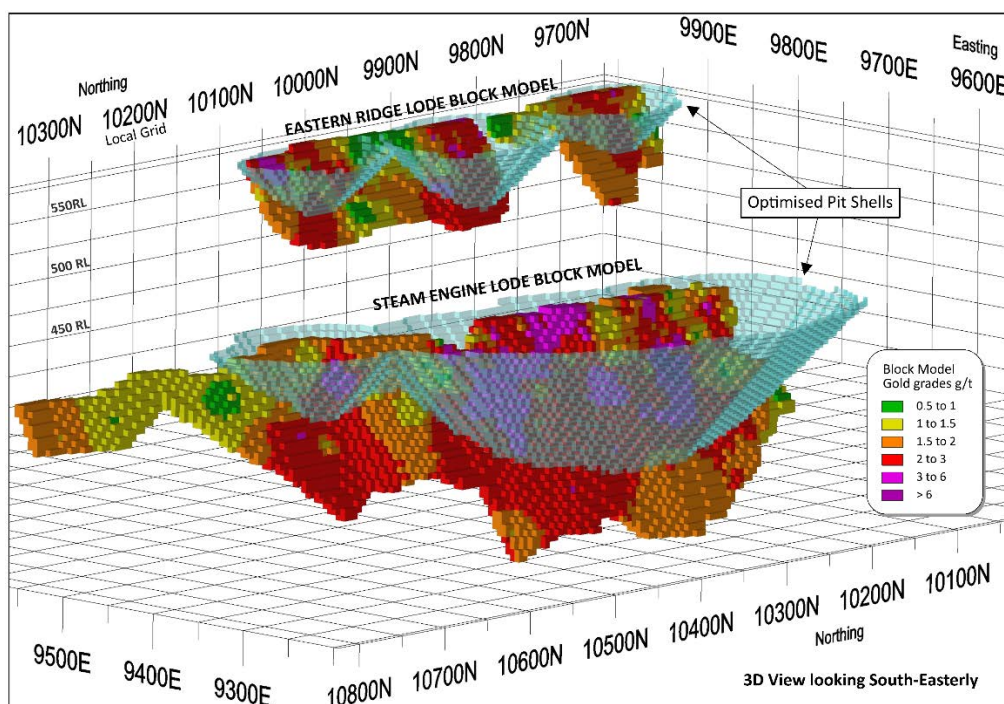 Northing
Easting
10300N
10200N
10100N
10000N
9900N
9800N
9700N
9900E
9800E
9700E
9600E
Local Grid
EASTERN RIDGE LODE BLOCK MODEL
550RL
500 RL
450 RL
Optimised Pit Shells
STEAM ENGINE LODE BLOCK MODEL
Block Model
Gold grades g/t
0.5 to 1
1 to 1.5
1.5 to 2
2 to 3
3 to 6
> 6
9500E
9400E
9300E
10800N
10700N
10600N
10500N
10400N
10300N
10200N
10100N
Northing
3D View looking South-Easterly